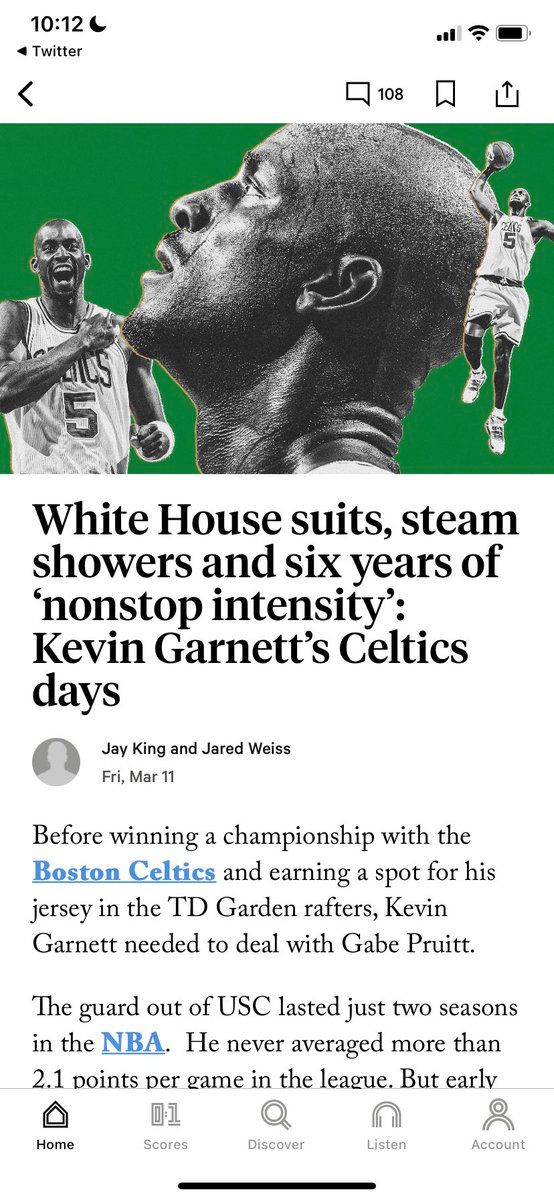 10:12
Twitter
108
CELTICS
5
CELTICS
5
White House suits, steam
showers and six years of
‘nonstop intensity’:
Kevin Garnett’s Celtics
days
Jay King and Jared Weiss
Fri, Mar 11
Before winning a championship with the
Boston Celtics and earning a spot for his
jersey in the TD Garden rafters, Kevin
Garnett needed to deal with Gabe Pruitt.
The guard out of USC lasted just two seasons
in the NBA.  He never averaged more than
2.1 points per game in the league. But early
0:1
Home
Scores
Discover
Listen
Account